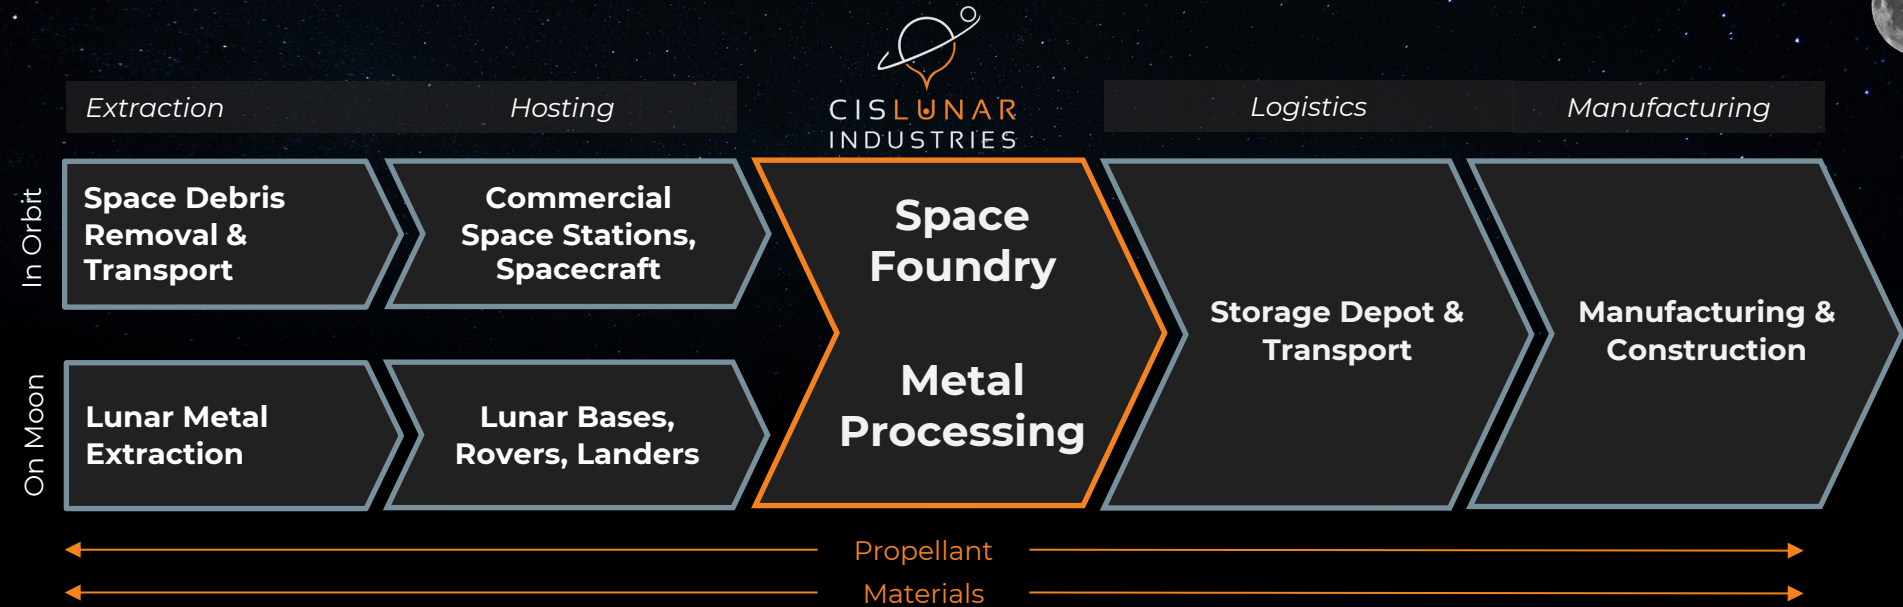 CISLUNAR
INDUSTRIES
Extraction
Hosting
Logistics
Manufacturing
In Orbit
Space Debris
Removal &
Transport
Commercial
Space Stations,
Spacecraft
On Moon
Lunar Metal
Extraction
Lunar Bases,
Rovers, Landers
Space
Foundry
Metal
Processing
Storage Depot &
Transport
Manufacturing &
Construction
Propellant
Materials